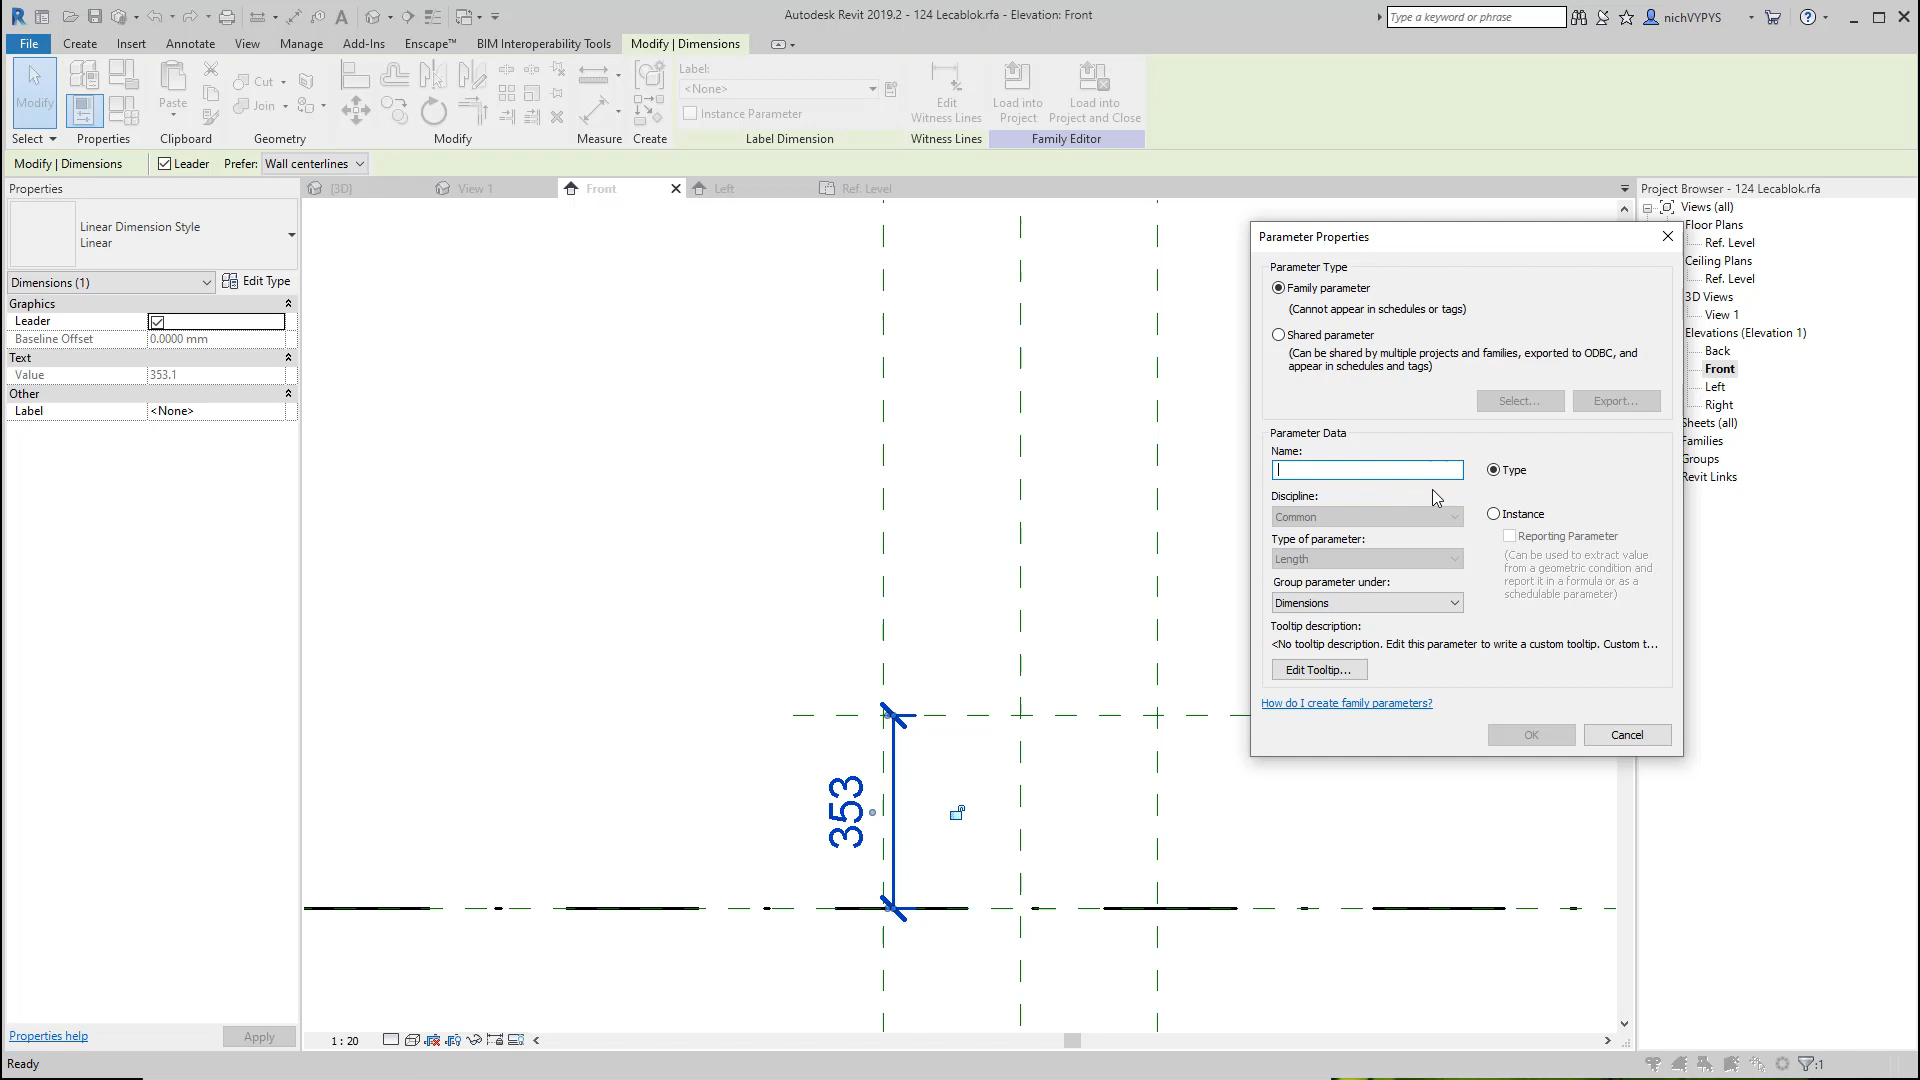 Autodesk Revit 2019.2 - 124 Lecablok.rfa - Elevation: Front
Type a keyword or phrase
nichVYPYS
File Create Insert Annotate View Manage Add-Ins Enscape™ BIM Interoperability Tools Modify | Dimensions
Modify
Select
Properties
Paste
Clipboard
Cut
Join
Geometry
Modify
Measure
Create
Label:
<None>
Instance Parameter
Label Dimension
Edit
Witness Lines
Witness Lines
Load into
Project
Load into
Project and Close
Family Editor
Modify | Dimensions Leader Prefer: Wall centerlines
Properties
{3D} View 1 Front Left Ref. Level
Project Browser - 124 Lecablok.rfa
Linear Dimension Style
Linear
Dimensions (1) Edit Type
Graphics
Leader
Baseline Offset 0.0000 mm
Text
Value 353.1
Other
Label <None>
Properties help Apply
353
1 : 20
Ready
:1
Parameter Properties
Parameter Type
Family parameter
(Cannot appear in schedules or tags)
Shared parameter
(Can be shared by multiple projects and families, exported to ODBC, and
appear in schedules and tags)
Select... Export...
Parameter Data
Name:
Type
Discipline:
Common
Instance
Type of parameter:
Reporting Parameter
Length
(Can be used to extract value
from a geometric condition and
report it in a formula or as a
schedulable parameter)
Group parameter under:
Dimensions
Tooltip description:
<No tooltip description. Edit this parameter to write a custom tooltip. Custom t...
Edit Tooltip...
How do I create family parameters?
OK Cancel
Views (all)
Floor Plans
Ref. Level
Ceiling Plans
Ref. Level
3D Views
View 1
Elevations (Elevation 1)
Back
Front
Left
Right
Sheets (all)
Families
Groups
Revit Links